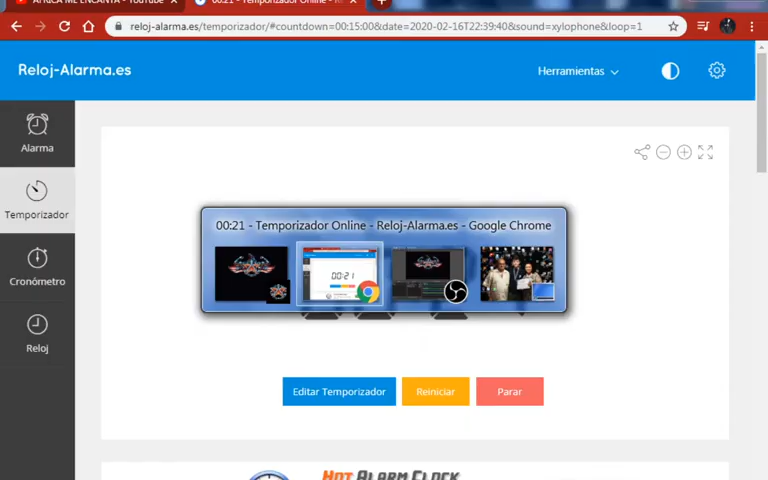 AFRICA ME ENCANTA - YouTube
00:21 - Temporizador Online - R
reloj-alarma.es/temporizador/#countdown=00:15:00&date=2020-02-16T22:39:40&sound=xylophone&loop=1
Reloj-Alarma.es
Herramientas
Alarma
Temporizador
00:21 - Temporizador Online - Reloj-Alarma.es - Google Chrome
00:21
Cronómetro
Reloj
Editar Temporizador
Reiniciar
Parar
HOT ALARM CLOCK